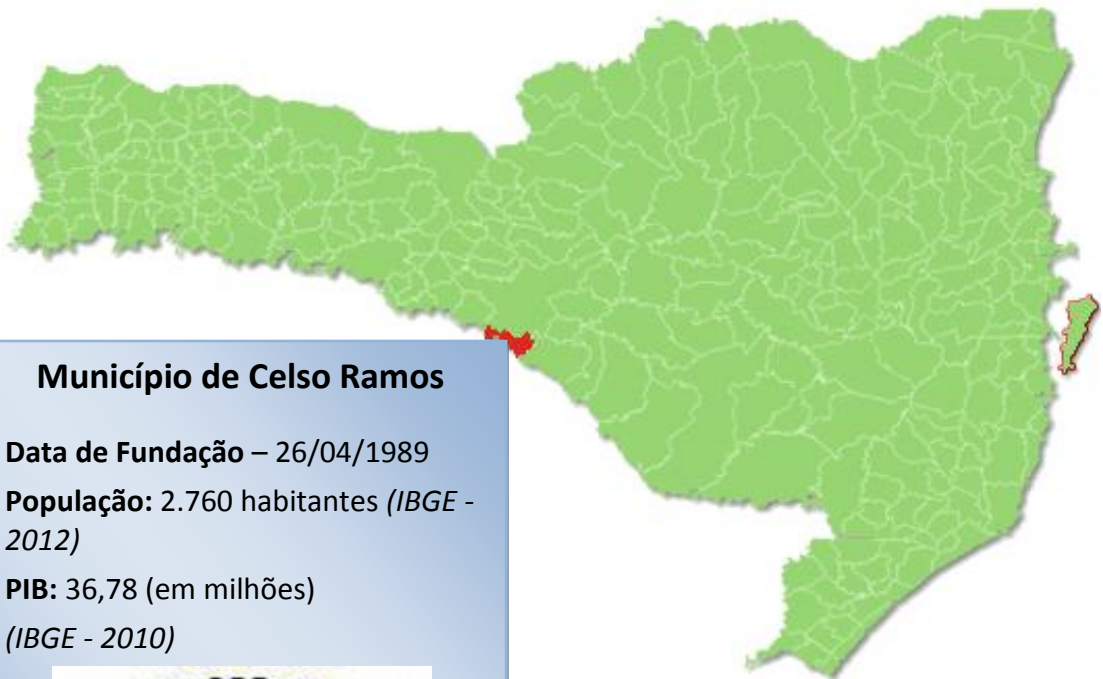 Município de Celso Ramos
Data de Fundação – 26/04/1989
População: 2.760 habitantes (IBGE -
2012)
PIB: 36,78 (em milhões)
(IBGE - 2010)